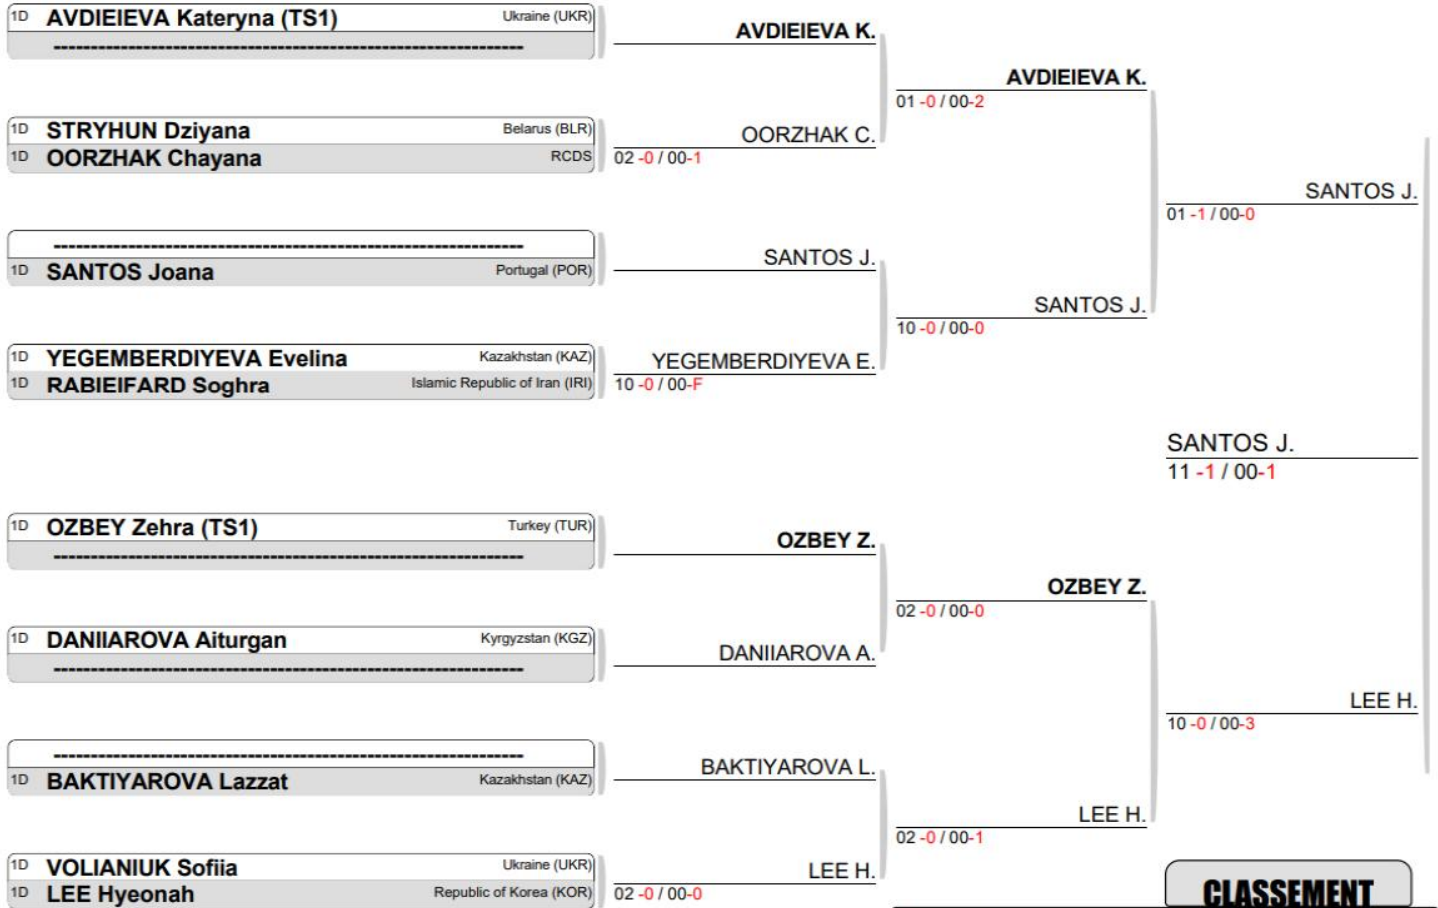 1D AVDIEIEVA Kateryna (TS1) Ukraine (UKR)
AVDIEIEVA K.
AVDIEIEVA K.
01 -0 / 00-2
1D STRYHUN Dziyana Belarus (BLR)
1D OORZHAK Chayana RCDS
OORZHAK C.
02 -0 / 00-1
SANTOS J.
01 -1 / 00-0
1D SANTOS Joana Portugal (POR)
SANTOS J.
SANTOS J.
10 -0 / 00-0
1D YEGEMBERDIYEVA Evelina Kazakhstan (KAZ)
1D RABIEIFARD Soghra Islamic Republic of Iran (IRI)
YEGEMBERDIYEVA E.
10 -0 / 00-F
SANTOS J.
11 -1 / 00-1
1D OZBEY Zehra (TS1) Turkey (TUR)
OZBEY Z.
OZBEY Z.
02 -0 / 00-0
1D DANIIAROVA Aiturgan Kyrgyzstan (KGZ)
DANIIAROVA A.
LEE H.
10 -0 / 00-3
1D BAKTIYAROVA Lazzat Kazakhstan (KAZ)
BAKTIYAROVA L.
LEE H.
02 -0 / 00-1
1D VOLIANIUK Sofiia Ukraine (UKR)
1D LEE Hyeonah Republic of Korea (KOR)
LEE H.
02 -0 / 00-0
CLASSEMENT